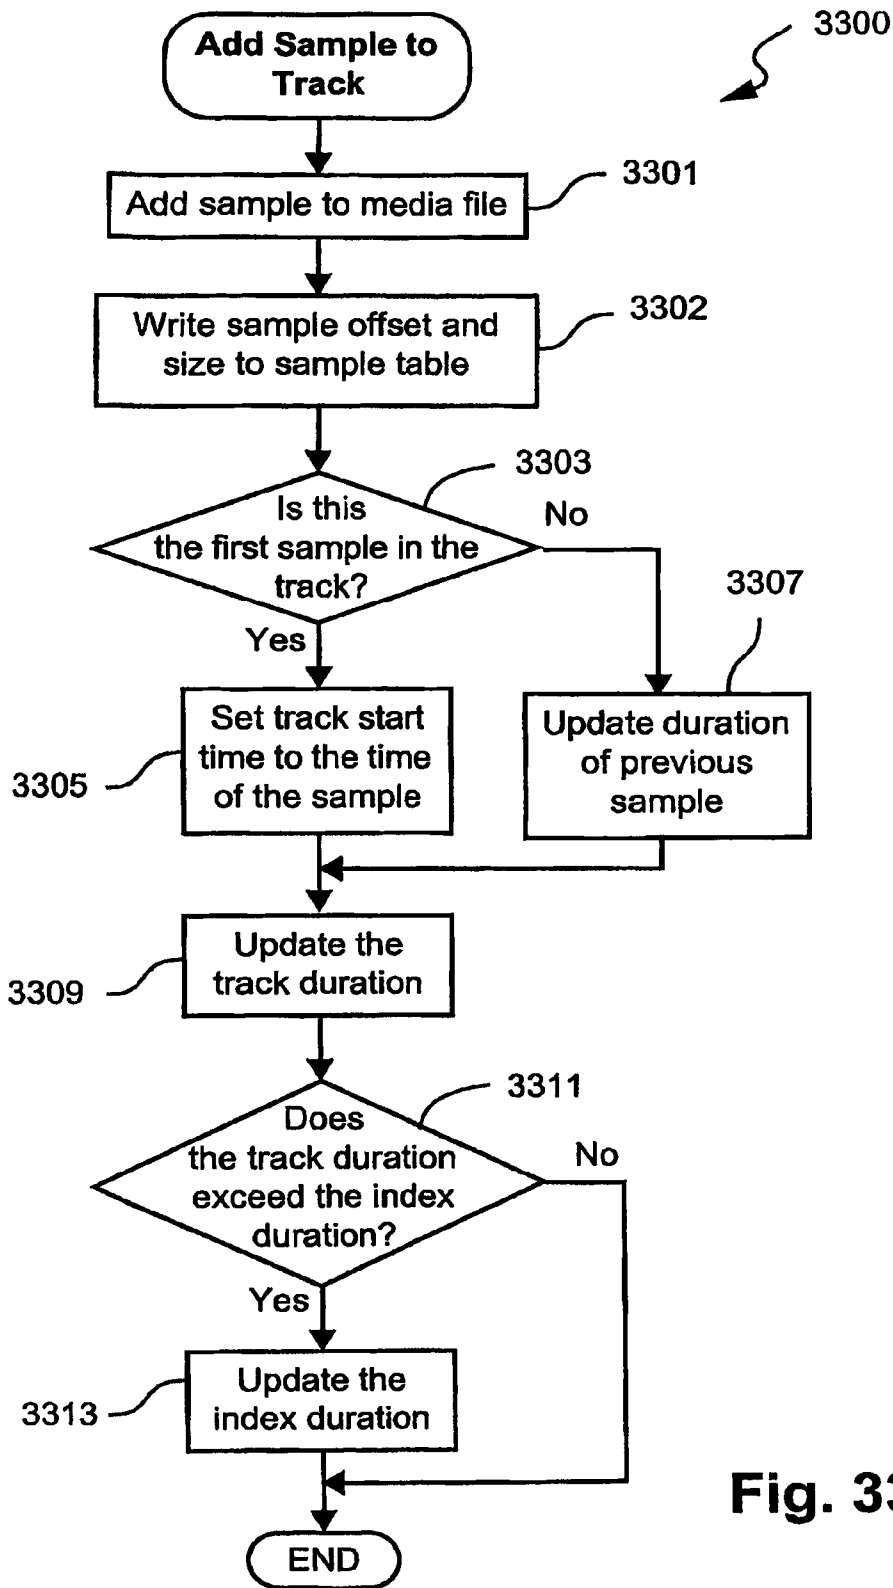 Add Sample to
Track
3300
3301
Add sample to media file
3302
Write sample offset and
size to sample table
3303
Is this
the first sample in the
track?
No
Yes
3307
Set track start
time to the time
of the sample
3305
Update duration
of previous
sample
Update the
track duration
3309
3311
Does
the track duration
exceed the index
duration?
No
Yes
Update the
index duration
3313
Fig. 33
END